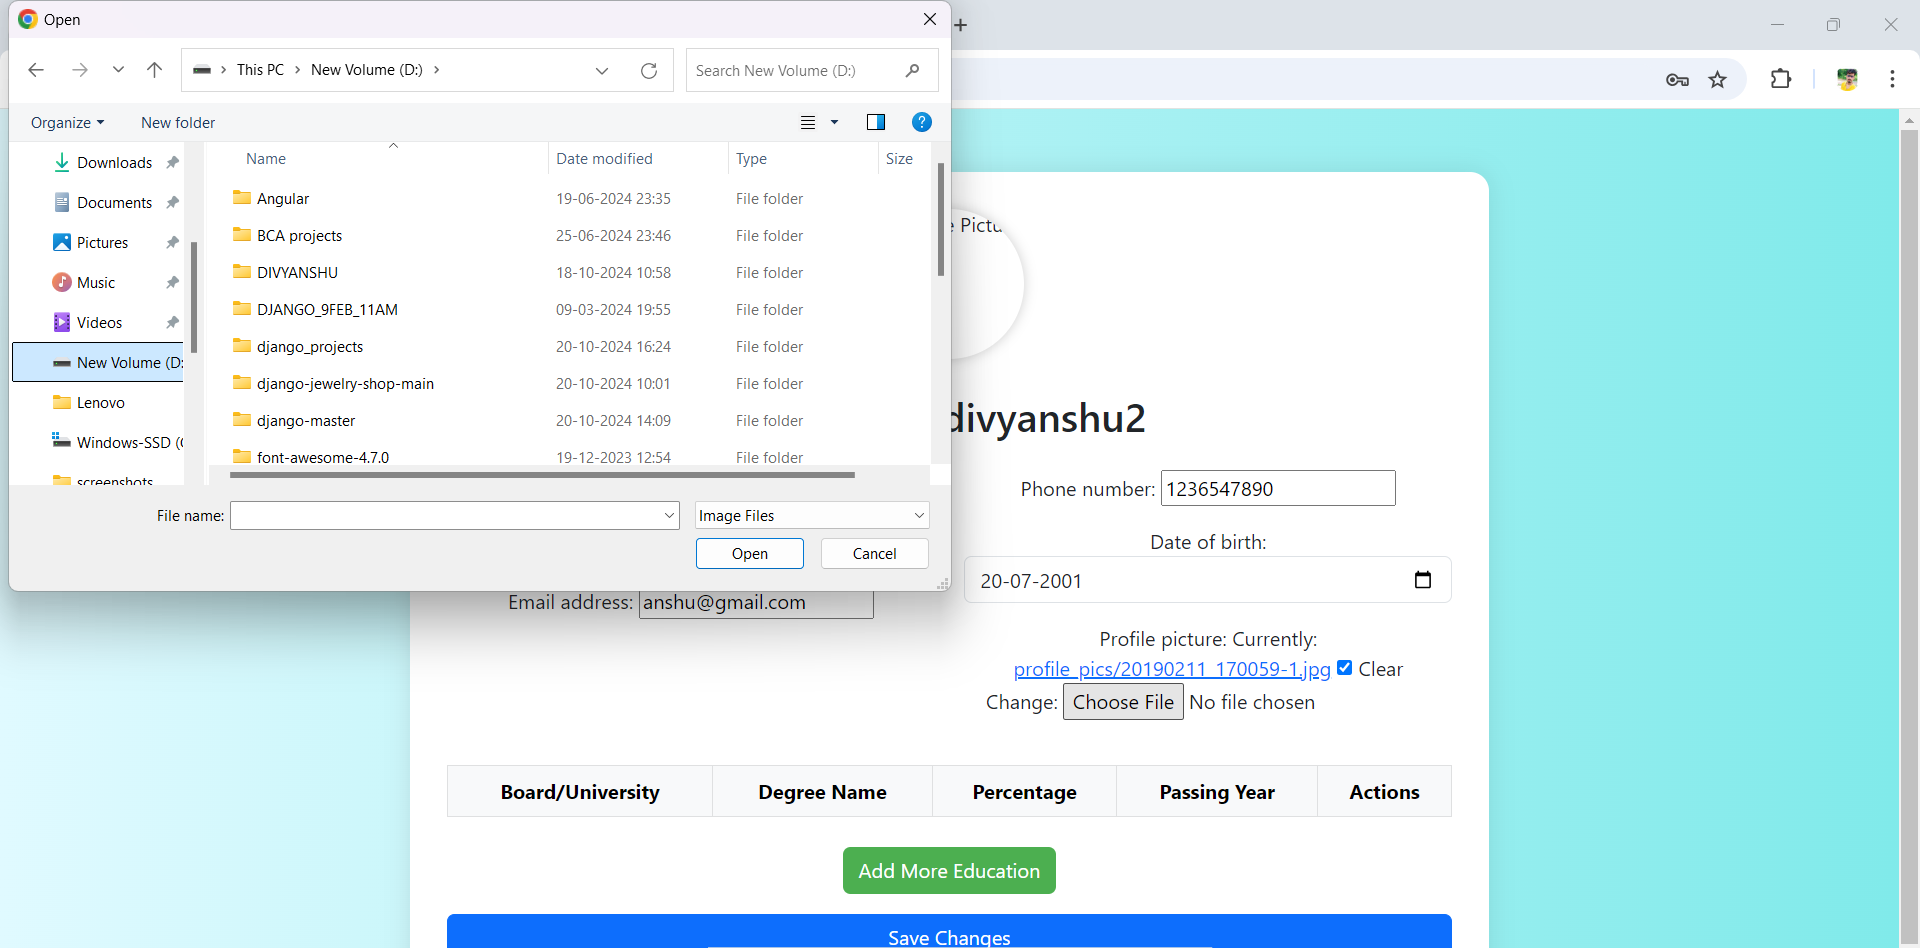 Open
This PC > New Volume (D:) >
Search New Volume (D:)
Organize
New folder
Downloads
Documents
Pictures
Music
Videos
New Volume (D:
Lenovo
Windows-SSD (
screenshots
Name Date modified Type Size
Angular 19-06-2024 23:35 File folder
BCA projects 25-06-2024 23:46 File folder
DIVYANSHU 18-10-2024 10:58 File folder
DJANGO_9FEB_11AM 09-03-2024 19:55 File folder
django_projects 20-10-2024 16:24 File folder
django-jewelry-shop-main 20-10-2024 10:01 File folder
django-master 20-10-2024 14:09 File folder
font-awesome-4.7.0 19-12-2023 12:54 File folder
File name:
Image Files
Open
Cancel
e Pictu
divyanshu2
Phone number: 1236547890
Date of birth:
20-07-2001
Email address: anshu@gmail.com
Profile picture: Currently:
profile_pics/20190211_170059-1.jpg Clear
Change: Choose File No file chosen
Board/University Degree Name Percentage Passing Year Actions
Add More Education
Save Changes